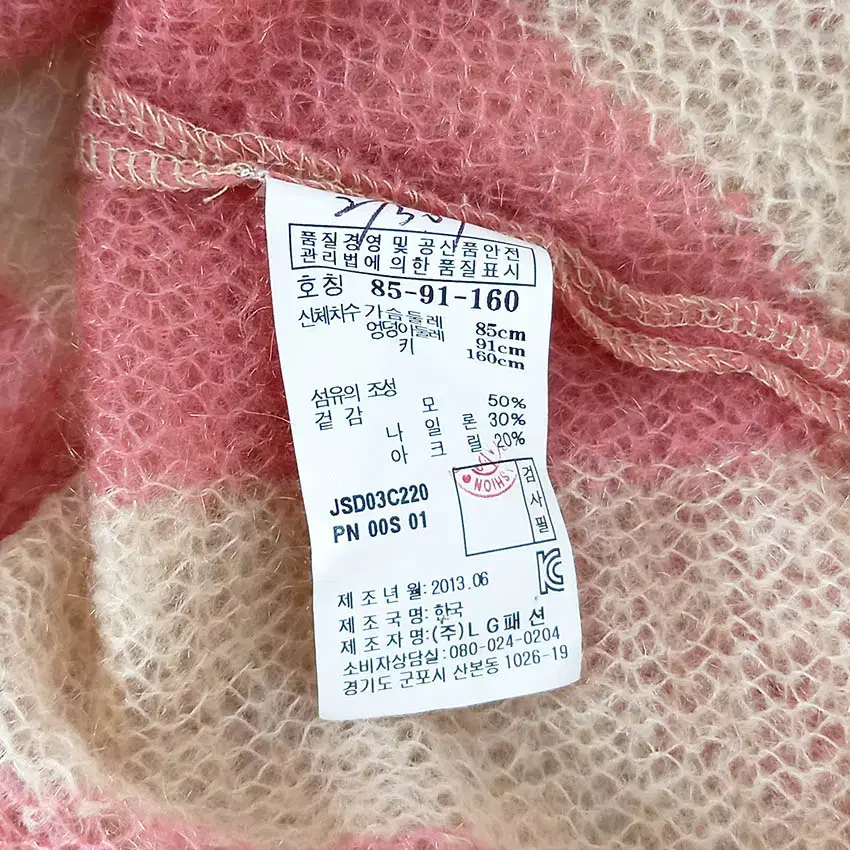 품질경영 및 공산품안전
관리법에 의한 품질표시
호칭 85-91-160
신체치수 가슴둘레 85cm
엉덩이둘레 91cm
키 160cm
섬유의 조성
겉감 모 50%
나일론 30%
아크릴 20%
JSD03C220
PN 00S 01
SHION
검사필
제조년월: 2013.06
제조국명: 한국
제조자명: (주)LG패션
소비자상담실: 080-024-0204
경기도 군포시 산본동 1026-19